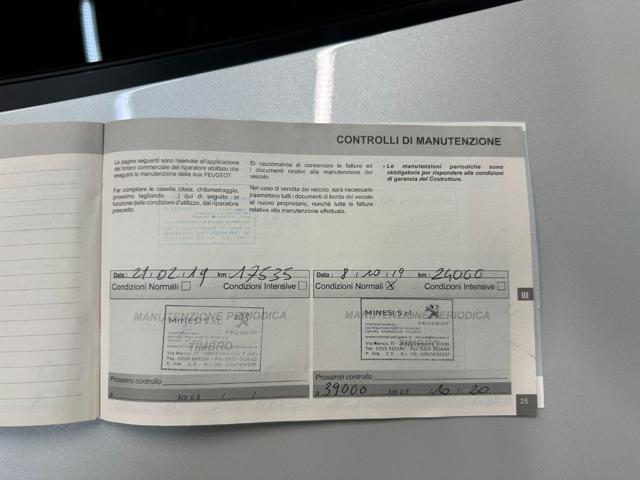 CONTROLLI DI MANUTENZIONE
Le pagine seguenti sono riservate all'applicazione
del timbro commerciale del riparatore abilitato che
eseguirà la manutenzione della sua PEUGEOT.
Far compilare le caselle (data, chilometraggio,
prossimo tagliando, .....) qui di seguito, in
funzione delle condizioni d'utilizzo, dal riparatore
prescelto.
Si raccomanda di conservare le fatture ed
i documenti relativi alla manutenzione del
veicolo.
Nel caso di vendita del veicolo, sarà necessario
trasmettere tutti i documenti di bordo del veicolo
al nuovo proprietario, nonché tutte le fatture
relative alla manutenzione effettuata.
Le manutenzioni periodiche sono
obbligatorie per rispondere alle condizioni
di garanzia del Costruttore.
Data : 21.02.19 km : 17535
Condizioni Normali Condizioni Intensive
MANUTENZIONE PERIODICA
MINESI S.r.l.
PEUGEOT
TIMBRO
Prossimo controllo
a km o il / /
Data : 8.10.19 km : 24000
Condizioni Normali X Condizioni Intensive
MANUTENZIONE PERIODICA
MINESI S.r.l.
PEUGEOT
Prossimo controllo
a 39000 km o il 10 . 20
III
25